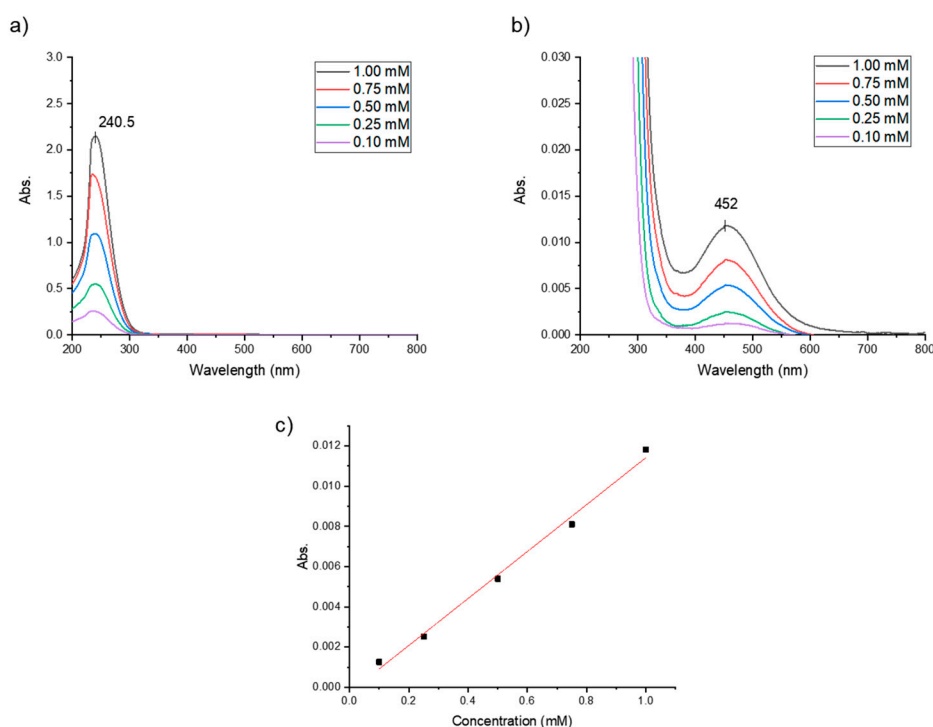 a)
3.0
2.5
2.0
1.5
1.0
0.5
0.0
Abs.
240.5
1.00 mM
0.75 mM
0.50 mM
0.25 mM
0.10 mM
200 300 400 500 600 700 800
Wavelength (nm)
b)
0.030
0.025
0.020
0.015
0.010
0.005
0.000
Abs.
452
1.00 mM
0.75 mM
0.50 mM
0.25 mM
0.10 mM
200 300 400 500 600 700 800
Wavelength (nm)
c)
0.012
0.010
0.008
0.006
0.004
0.002
0.000
Abs.
0.0 0.2 0.4 0.6 0.8 1.0
Concentration (mM)